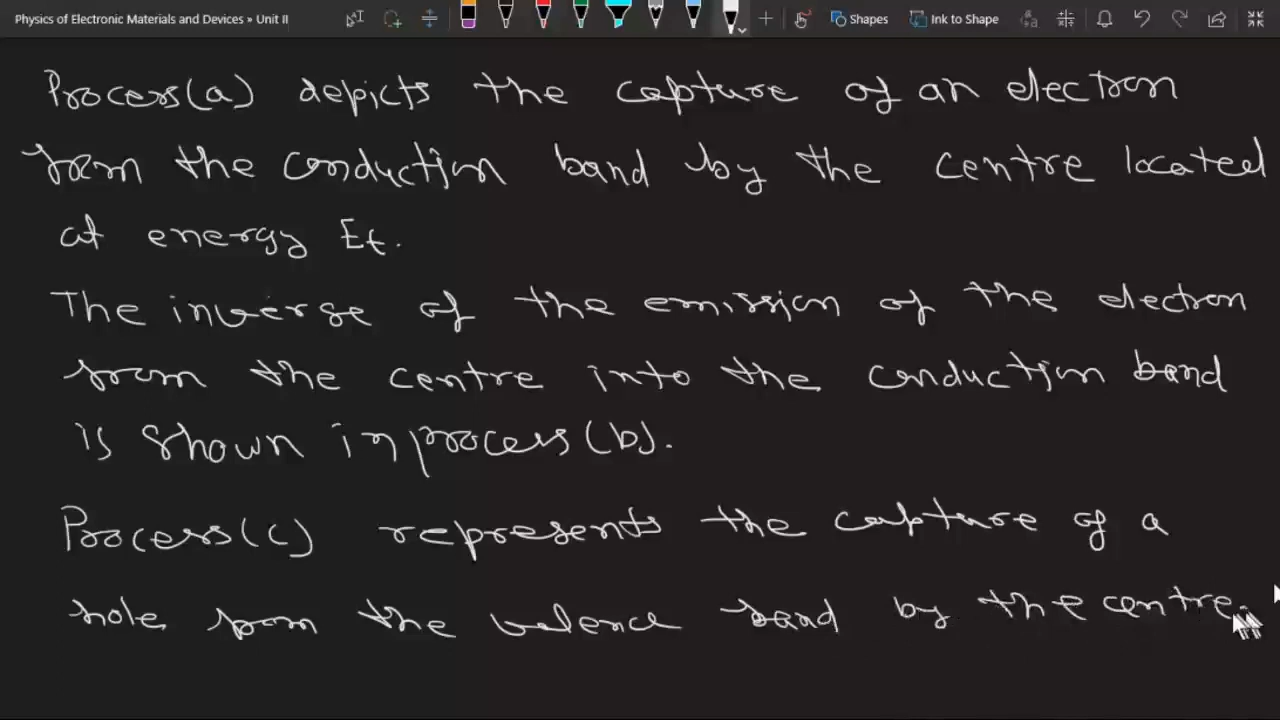 Physics of Electronic Materials and Devices » Unit II
Shapes
Ink to Shape
Process(a) depicts the capture of an electron
from the conduction band by the centre located
at energy Et.
The inverse of the emission of the electron
from the centre into the conduction band
is shown in process(b).
Process(c) represents the capture of a
hole from the valence band by the centre.